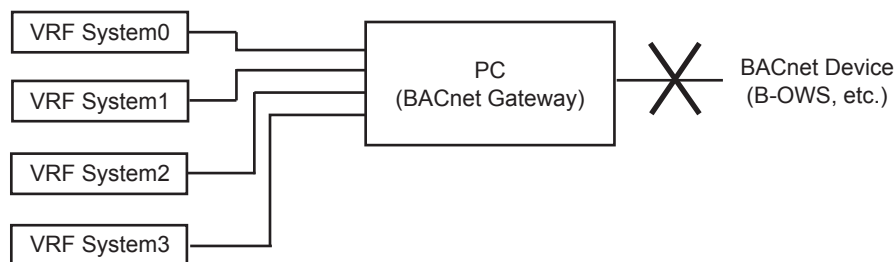 VRF System0
VRF System1
VRF System2
VRF System3
PC
(BACnet Gateway)
BACnet Device
(B-OWS, etc.)